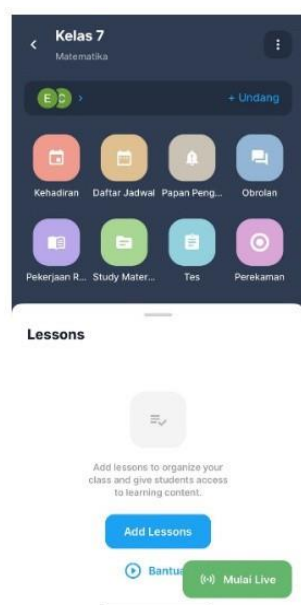 Kelas 7
Matematika
E C
+ Undang
Kehadiran Daftar Jadwal Papan Peng... Obrolan
Pekerjaan R... Study Mater... Tes Perekaman
Lessons
Add lessons to organize your
class and give students access
to learning content.
Add Lessons
Bantua
Mulai Live